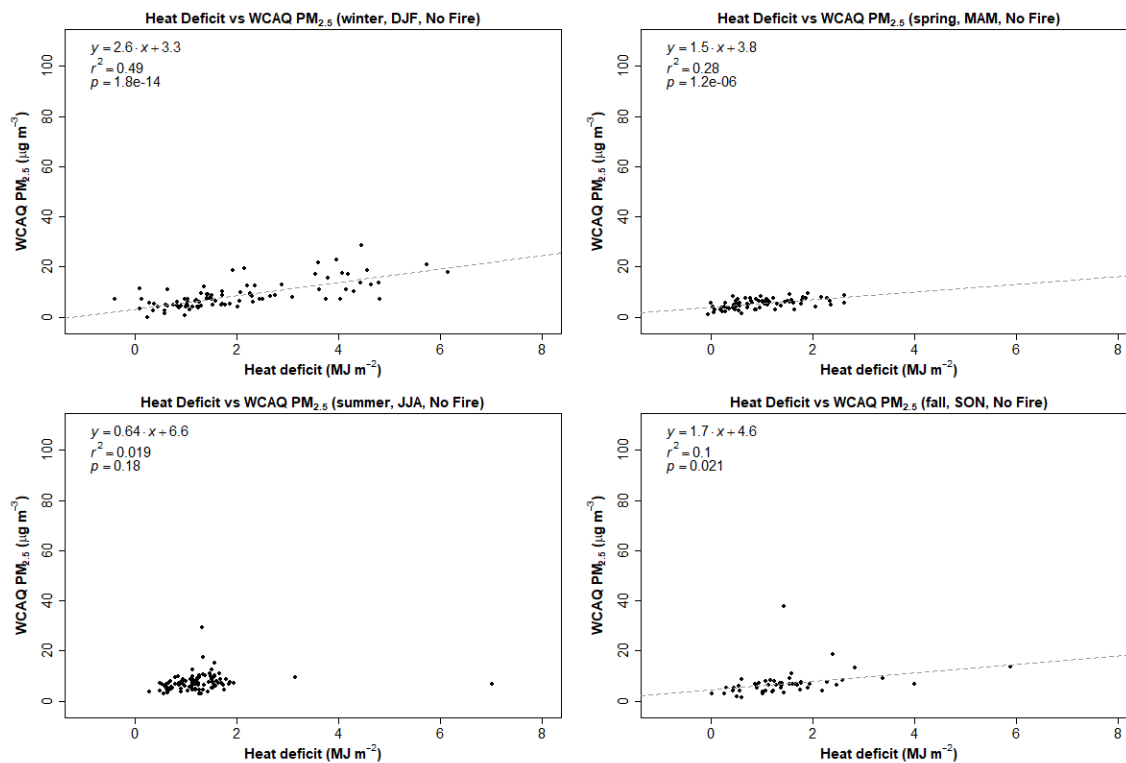 Heat Deficit vs WCAQ PM2.5 (winter, DJF, No Fire)
y = 2.6 · x + 3.3
r² = 0.49
p = 1.8e-14
WCAQ PM2.5 (µg m⁻³)
0 20 40 60 80 100
0 2 4 6 8
Heat deficit (MJ m⁻²)
Heat Deficit vs WCAQ PM2.5 (spring, MAM, No Fire)
y = 1.5 · x + 3.8
r² = 0.28
p = 1.2e-06
WCAQ PM2.5 (µg m⁻³)
0 20 40 60 80 100
0 2 4 6 8
Heat deficit (MJ m⁻²)
Heat Deficit vs WCAQ PM2.5 (summer, JJA, No Fire)
y = 0.64 · x + 6.6
r² = 0.019
p = 0.18
WCAQ PM2.5 (µg m⁻³)
0 20 40 60 80 100
0 2 4 6 8
Heat deficit (MJ m⁻²)
Heat Deficit vs WCAQ PM2.5 (fall, SON, No Fire)
y = 1.7 · x + 4.6
r² = 0.1
p = 0.021
WCAQ PM2.5 (µg m⁻³)
0 20 40 60 80 100
0 2 4 6 8
Heat deficit (MJ m⁻²)